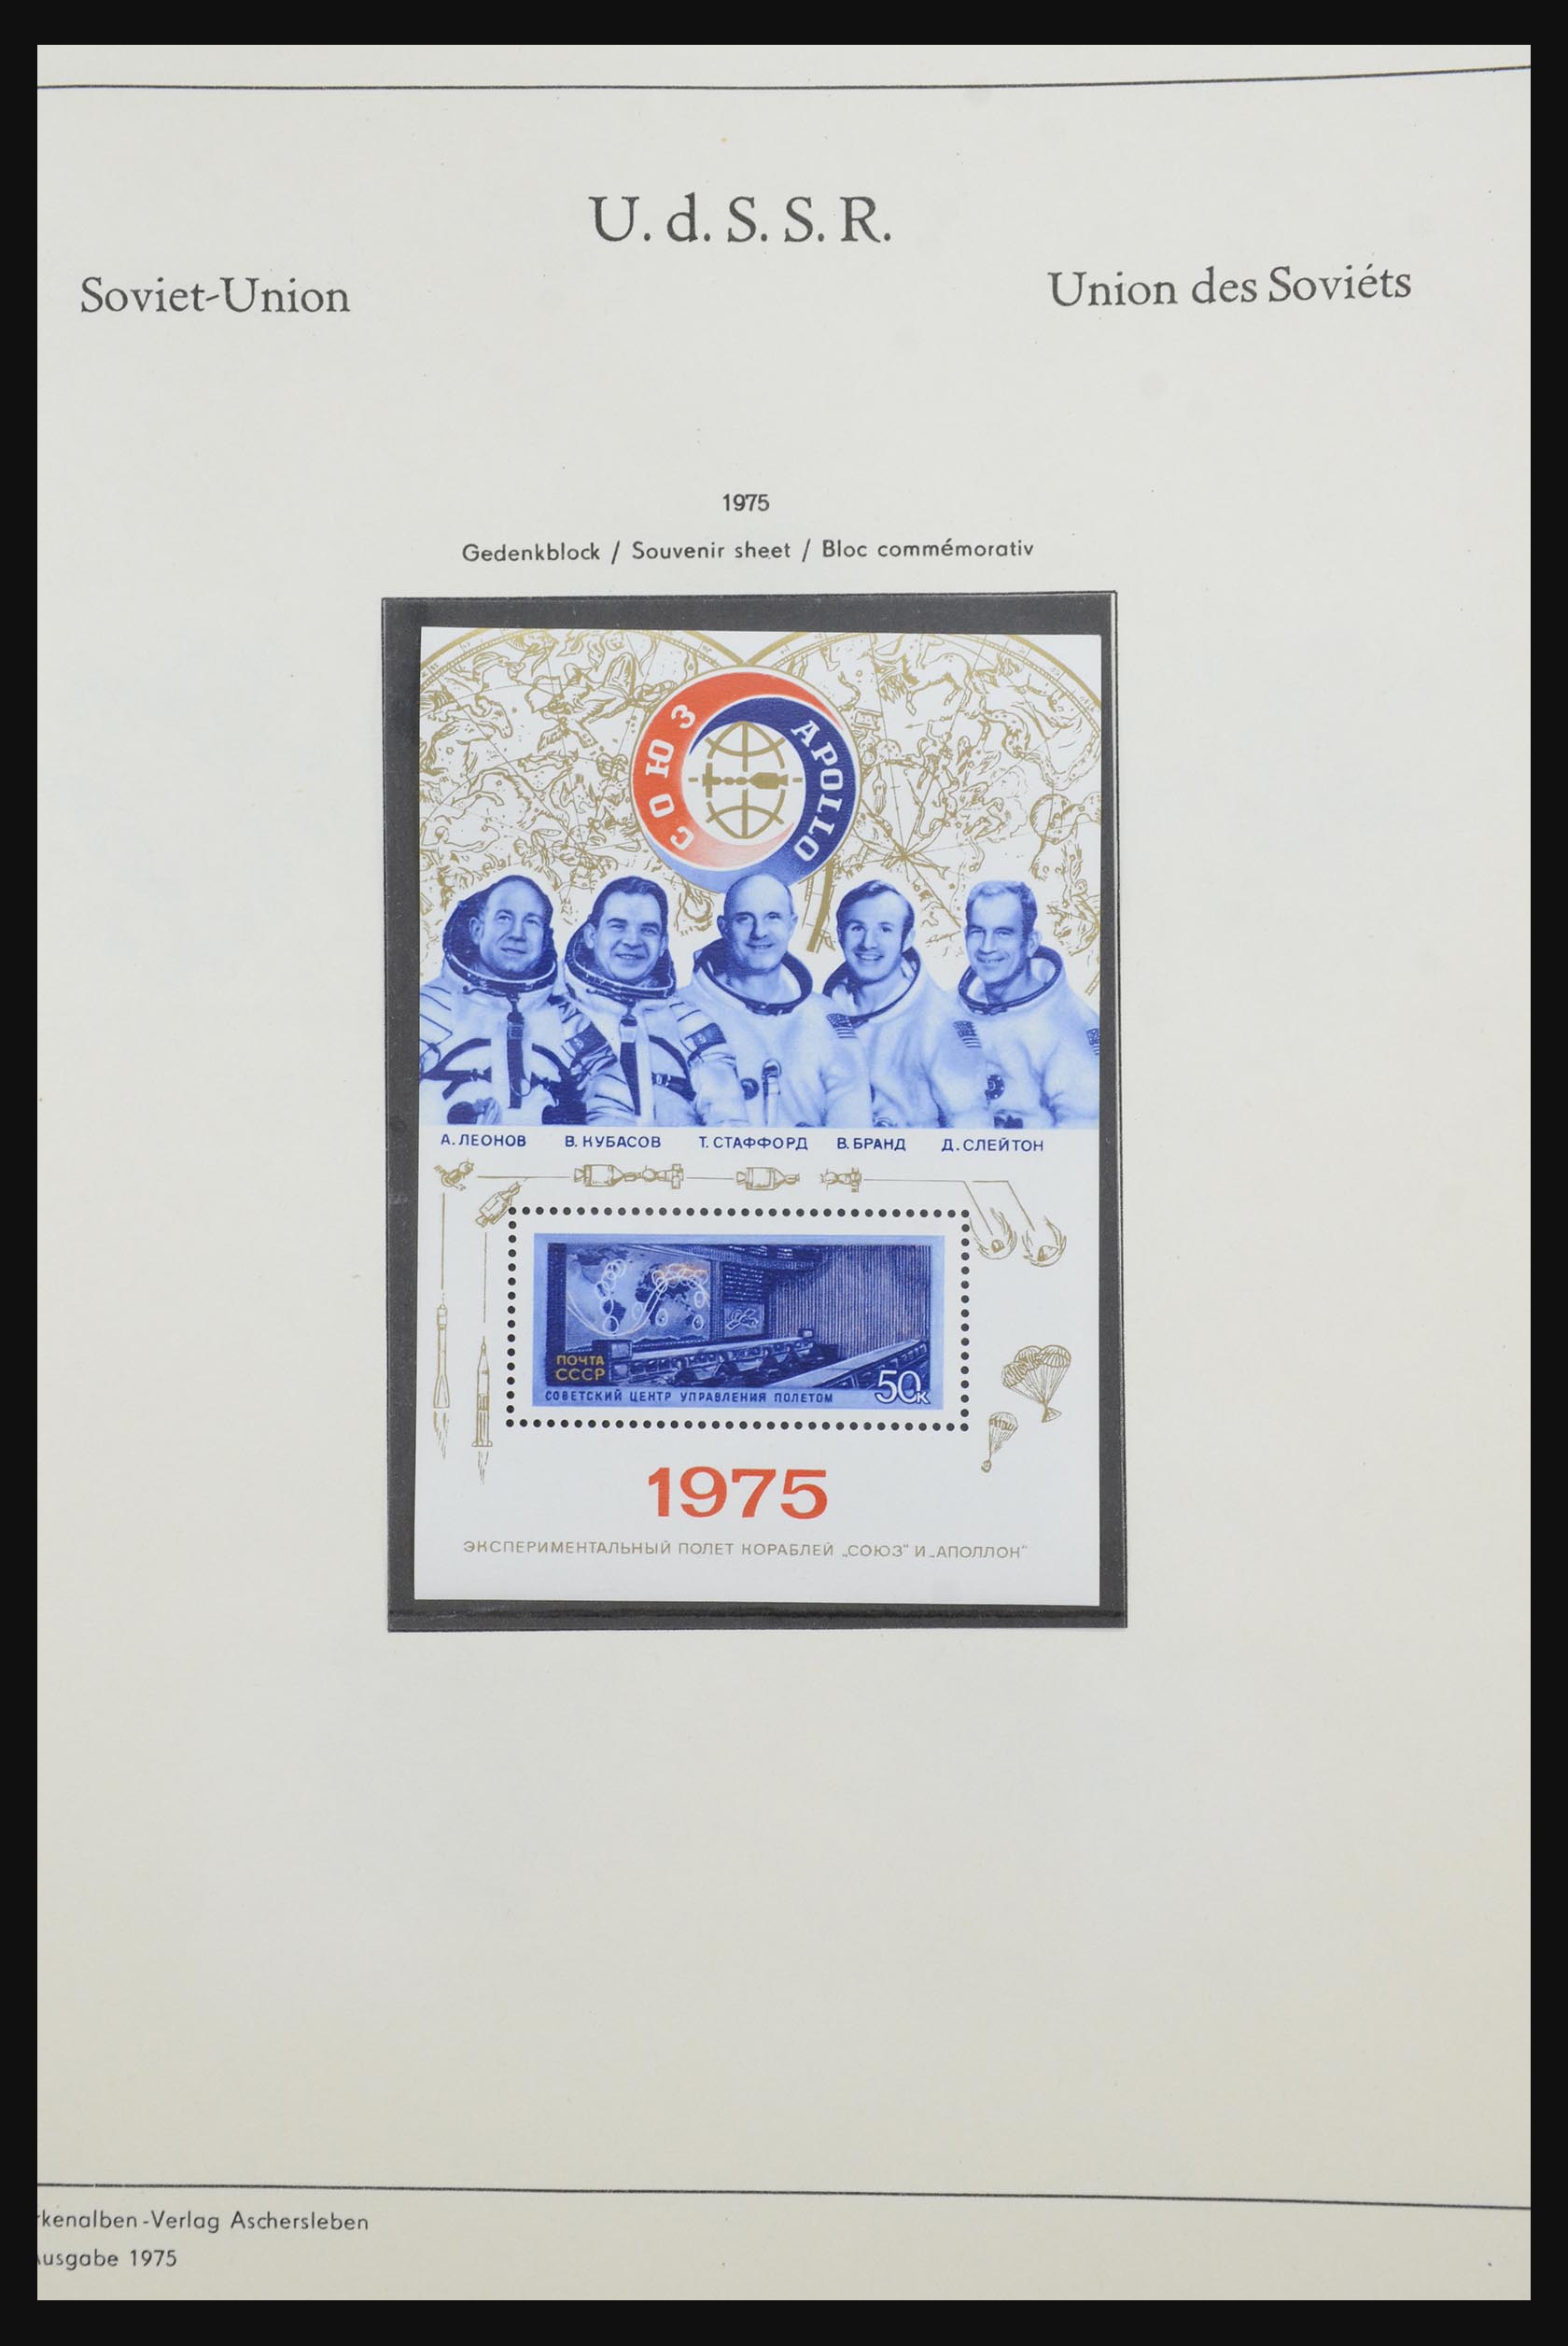 U. d. S. S. R.
Soviet-Union
Union des Soviéts
1975
Gedenkblock / Souvenir sheet / Bloc commémorativ
СОЮЗ
APOLLO
А. ЛЕОНОВ В. КУБАСОВ Т. СТАФФОРД В. БРАНД Д. СЛЕЙТОН
ПОЧТА
СССР
50к
СОВЕТСКИЙ ЦЕНТР УПРАВЛЕНИЯ ПОЛЕТОМ
1975
ЭКСПЕРИМЕНТАЛЬНЫЙ ПОЛЕТ КОРАБЛЕЙ „СОЮЗ" И „АПОЛЛОН"
rkenalben-Verlag Aschersleben
Ausgabe 1975